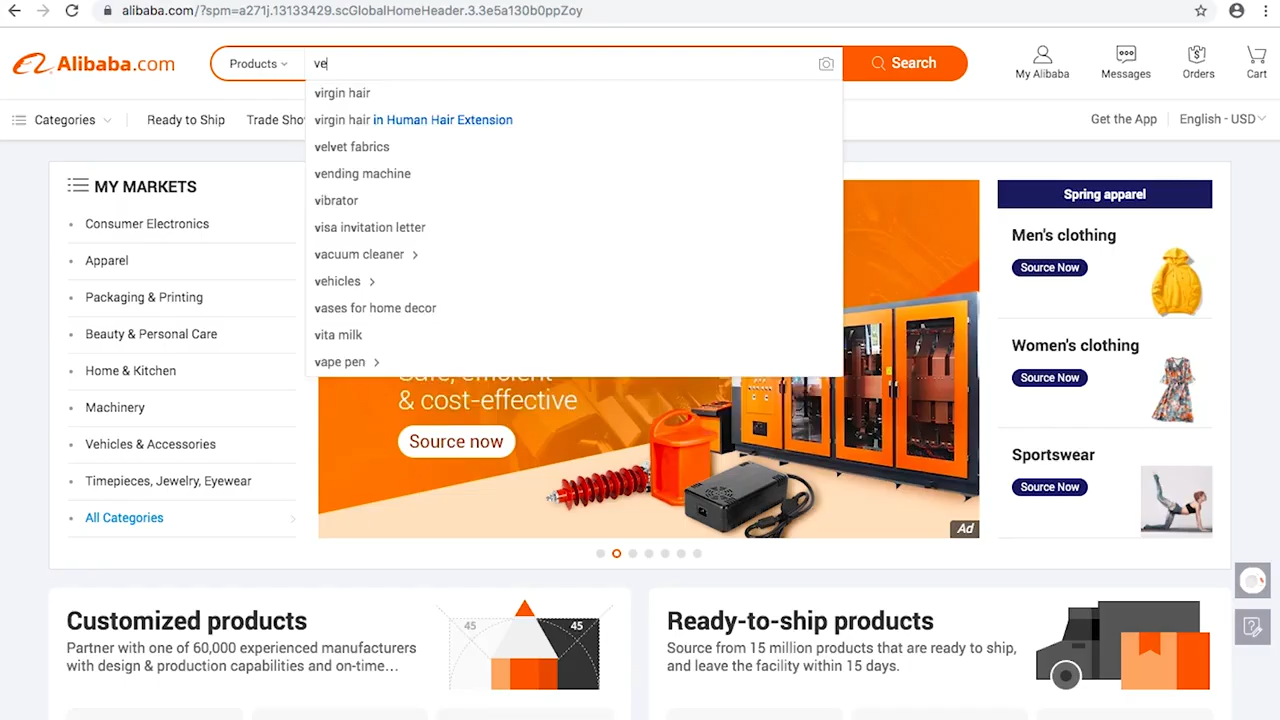 alibaba.com/?spm=a271j.13133429.scGlobalHomeHeader.3.3e5a130b0ppZoy
Alibaba.com
Products
ve
Search
My Alibaba
Messages
Orders
Cart
Categories
Ready to Ship
Trade Sho
Get the App
English - USD
virgin hair
virgin hair in Human Hair Extension
velvet fabrics
vending machine
vibrator
visa invitation letter
vacuum cleaner
vehicles
vases for home decor
vita milk
vape pen
MY MARKETS
Consumer Electronics
Apparel
Packaging & Printing
Beauty & Personal Care
Home & Kitchen
Machinery
Vehicles & Accessories
Timepieces, Jewelry, Eyewear
All Categories
Safe, efficient
& cost-effective
Source now
Ad
Spring apparel
Men's clothing
Source Now
Women's clothing
Source Now
Sportswear
Source Now
Customized products
Partner with one of 60,000 experienced manufacturers
with design & production capabilities and on-time...
45
45
Ready-to-ship products
Source from 15 million products that are ready to ship,
and leave the facility within 15 days.